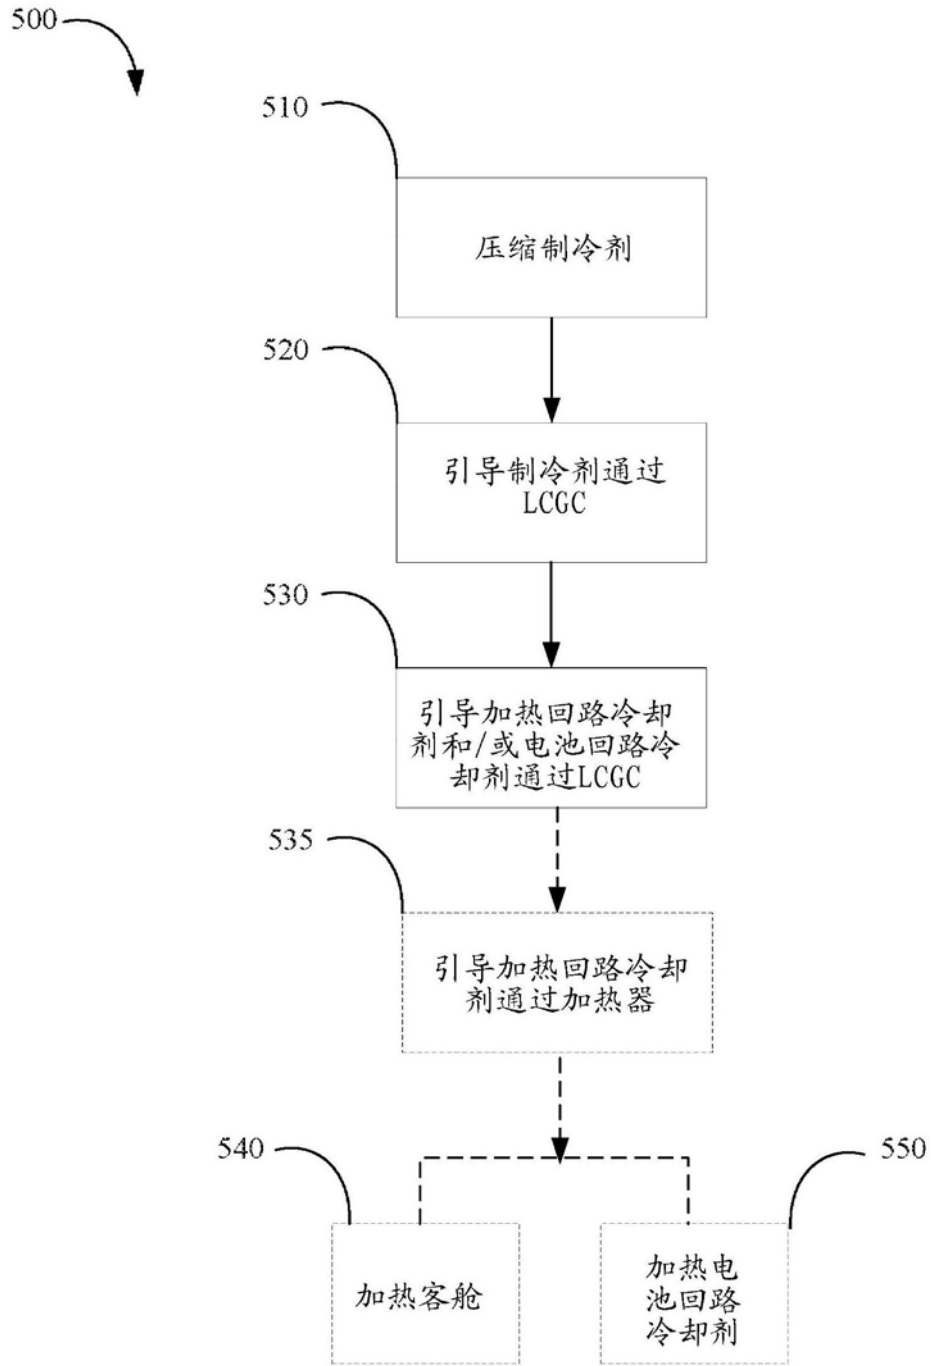 500
510
压缩制冷剂
520
引导制冷剂通过
LCGC
530
引导加热回路冷却
剂和/或电池回路冷
却剂通过LCGC
535
引导加热回路冷却
剂通过加热器
540
550
加热客舱
加热电
池回路
冷却剂